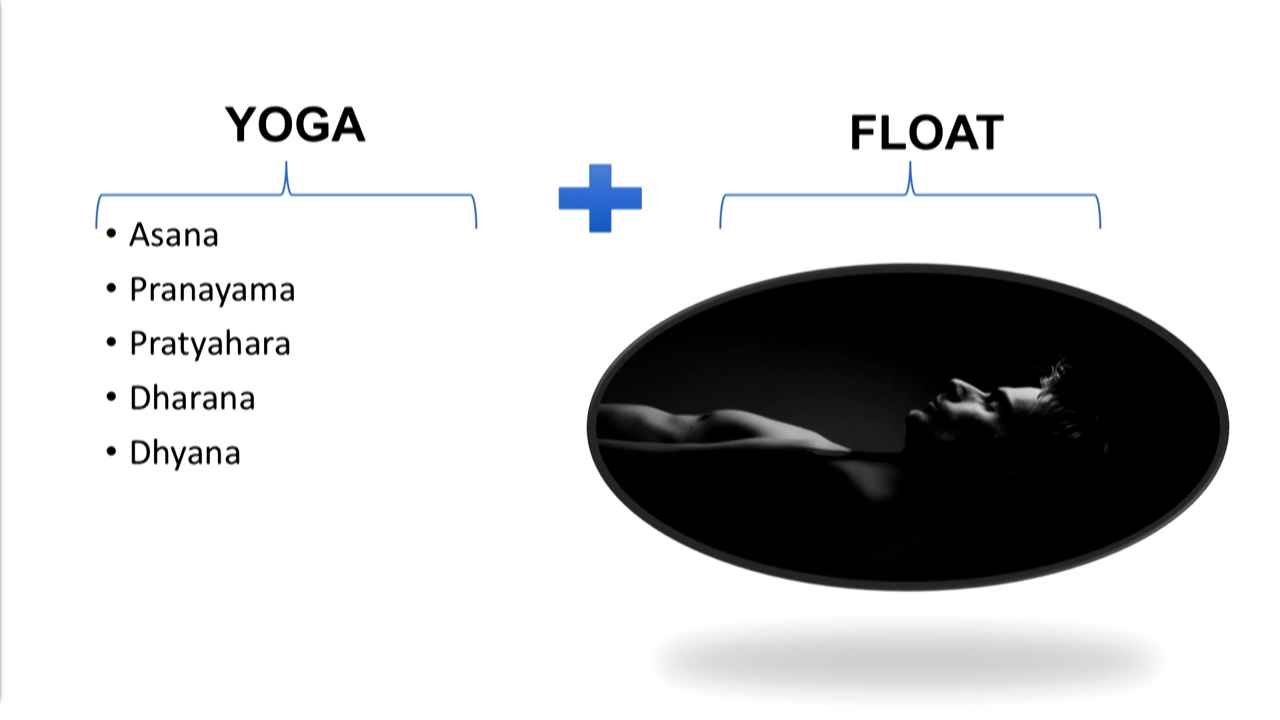 YOGA
FLOAT
• Asana
• Pranayama
• Pratyahara
• Dharana
• Dhyana